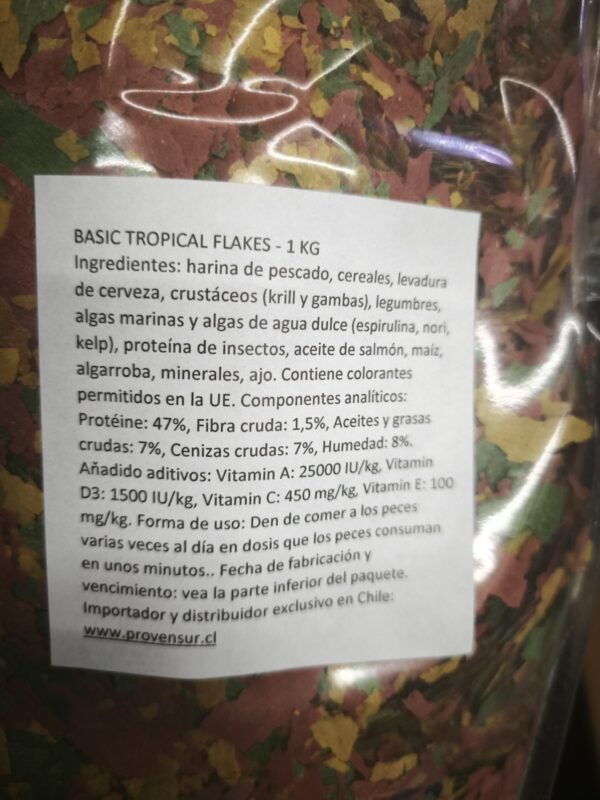 BASIC TROPICAL FLAKES - 1 KG
Ingredientes: harina de pescado, cereales, levadura
de cerveza, crustáceos (krill y gambas), legumbres,
algas marinas y algas de agua dulce (espirulina, nori,
kelp), proteína de insectos, aceite de salmón, maíz,
algarroba, minerales, ajo. Contiene colorantes
permitidos en la UE. Componentes analíticos:
Protéine: 47%, Fibra cruda: 1,5%, Aceites y grasas
crudas: 7%, Cenizas crudas: 7%, Humedad: 8%.
Añadido aditivos: Vitamin A: 25000 IU/kg, Vitamin
D3: 1500 IU/kg, Vitamin C: 450 mg/kg, Vitamin E: 100
mg/kg. Forma de uso: Den de comer a los peces
varias veces al día en dosis que los peces consuman
en unos minutos.. Fecha de fabricación y
vencimiento: vea la parte inferior del paquete.
Importador y distribuidor exclusivo en Chile:
www.provensur.cl